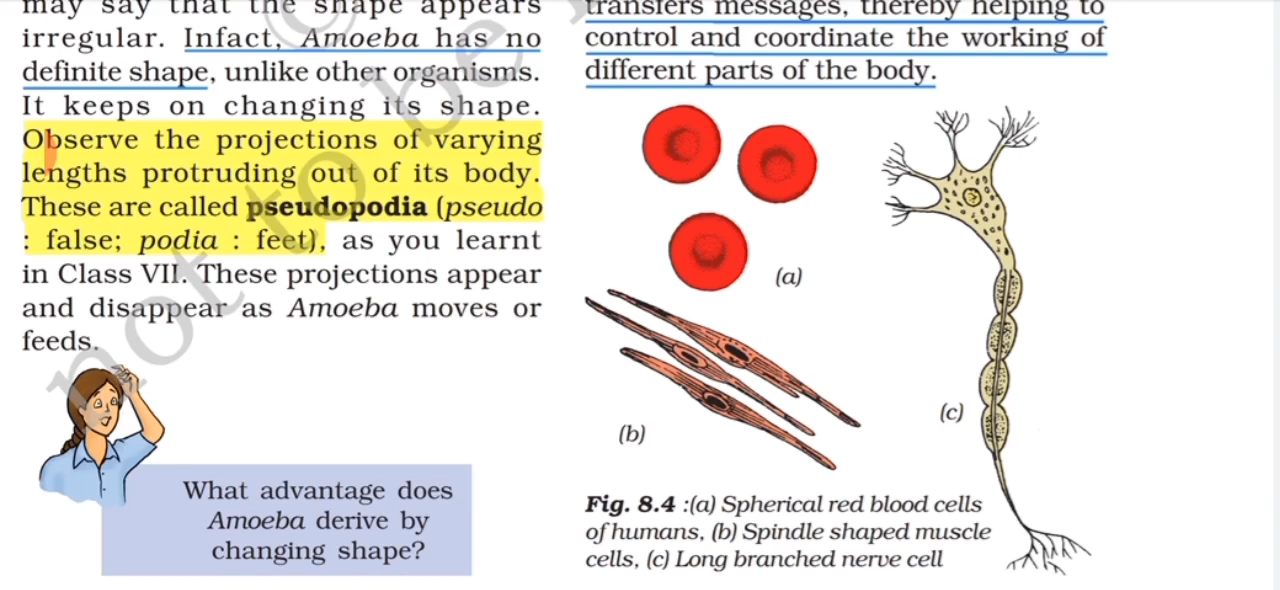 may say that the shape appears
irregular. Infact, Amoeba has no
definite shape, unlike other organisms.
It keeps on changing its shape.
Observe the projections of varying
lengths protruding out of its body.
These are called pseudopodia (pseudo
: false; podia : feet), as you learnt
in Class VII. These projections appear
and disappear as Amoeba moves or
feeds.
What advantage does
Amoeba derive by
changing shape?
transfers messages, thereby helping to
control and coordinate the working of
different parts of the body.
(a)
(b)
(c)
Fig. 8.4 :(a) Spherical red blood cells
of humans, (b) Spindle shaped muscle
cells, (c) Long branched nerve cell
©
not to be